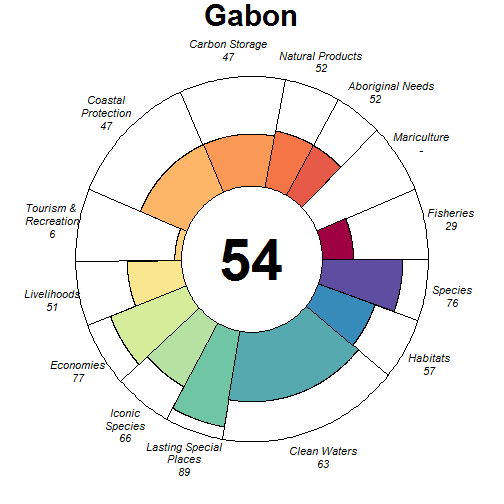 Gabon
Carbon Storage
47
Natural Products
52
Aboriginal Needs
52
Mariculture
-
Fisheries
29
Species
76
Habitats
57
Clean Waters
63
Lasting Special
Places
89
Iconic
Species
66
Economies
77
Livelihoods
51
Tourism &
Recreation
6
Coastal
Protection
47
54